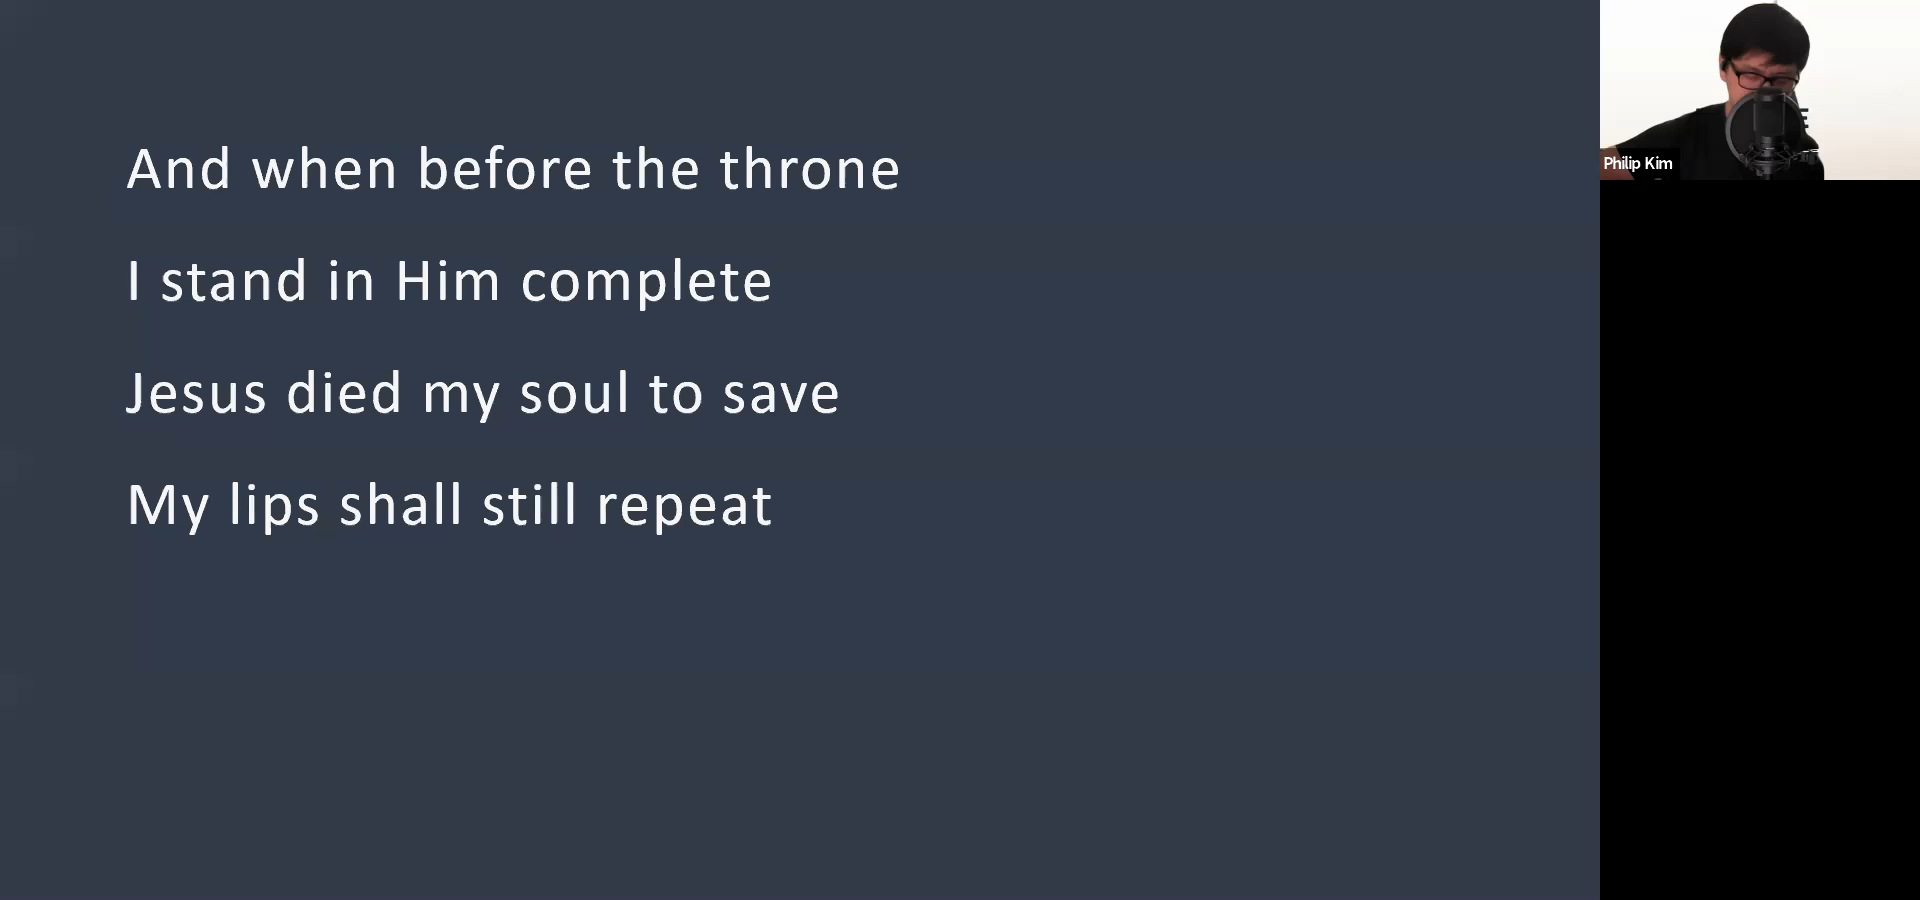 And when before the throne
I stand in Him complete
Jesus died my soul to save
My lips shall still repeat
Philip Kim